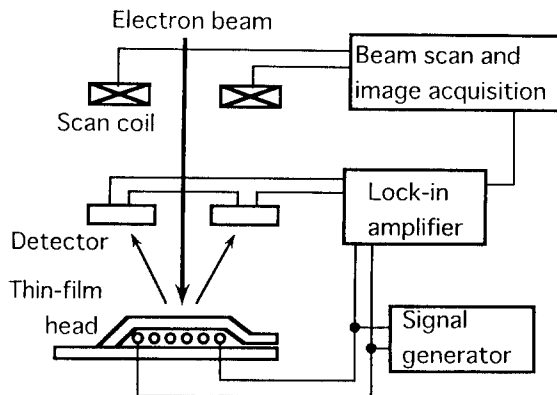 Electron beam
Beam scan and
image acquisition
Scan coil
Lock-in
amplifier
Detector
Thin-film
head
Signal
generator